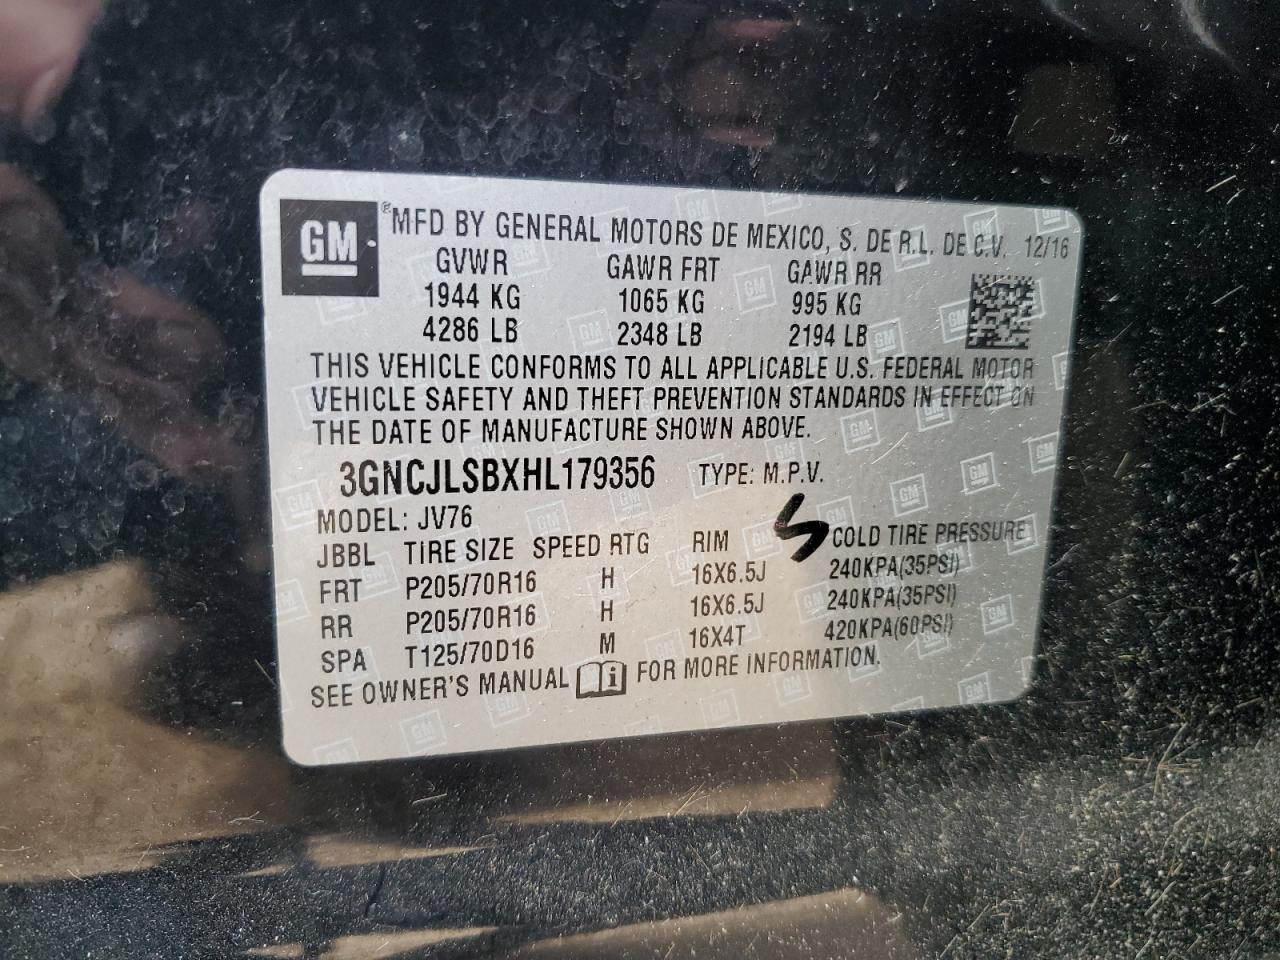 GM ® MFD BY GENERAL MOTORS DE MEXICO, S. DE R.L. DE C.V. 12/16
GVWR GAWR FRT GAWR RR
1944 KG 1065 KG 995 KG
4286 LB 2348 LB 2194 LB
THIS VEHICLE CONFORMS TO ALL APPLICABLE U.S. FEDERAL MOTOR
VEHICLE SAFETY AND THEFT PREVENTION STANDARDS IN EFFECT ON
THE DATE OF MANUFACTURE SHOWN ABOVE.
3GNCJLSBXHL179356 TYPE: M.P.V.
MODEL: JV76
JBBL TIRE SIZE SPEED RTG RIM S COLD TIRE PRESSURE
FRT P205/70R16 H 16X6.5J 240KPA(35PSI)
RR P205/70R16 H 16X6.5J 240KPA(35PSI)
SPA T125/70D16 M 16X4T 420KPA(60PSI)
SEE OWNER'S MANUAL i FOR MORE INFORMATION.